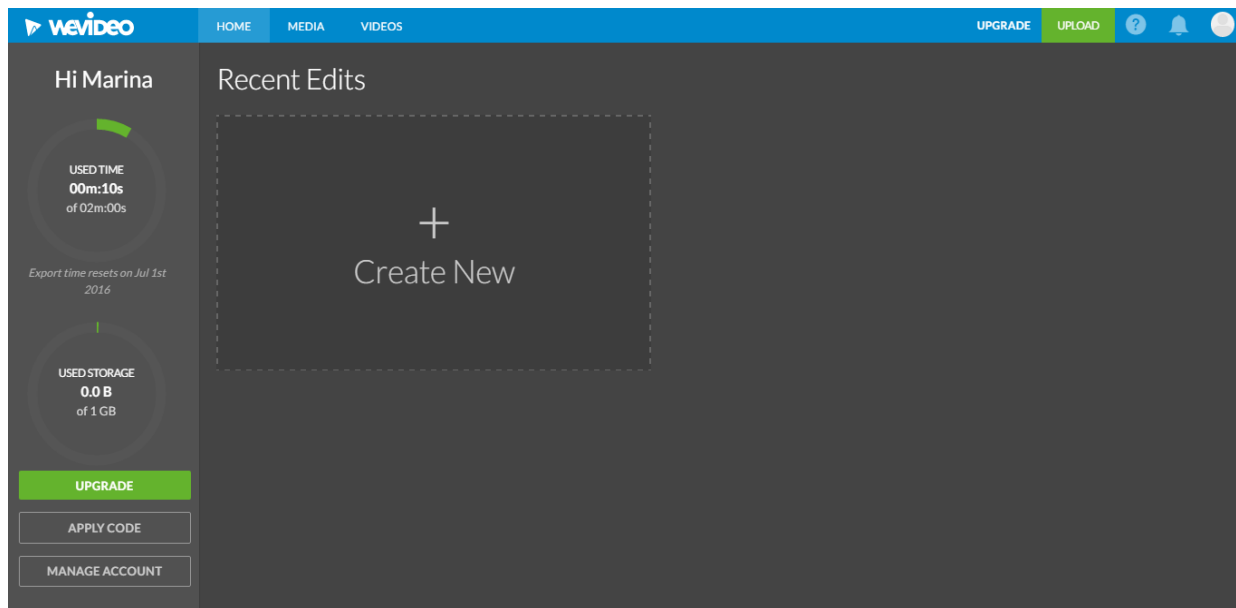 WeVideo
HOME MEDIA VIDEOS UPGRADE UPLOAD ?
Hi Marina
USED TIME
00m:10s
of 02m:00s
Export time resets on Jul 1st
2016
USED STORAGE
0.0 B
of 1 GB
UPGRADE
APPLY CODE
MANAGE ACCOUNT
Recent Edits
+
Create New